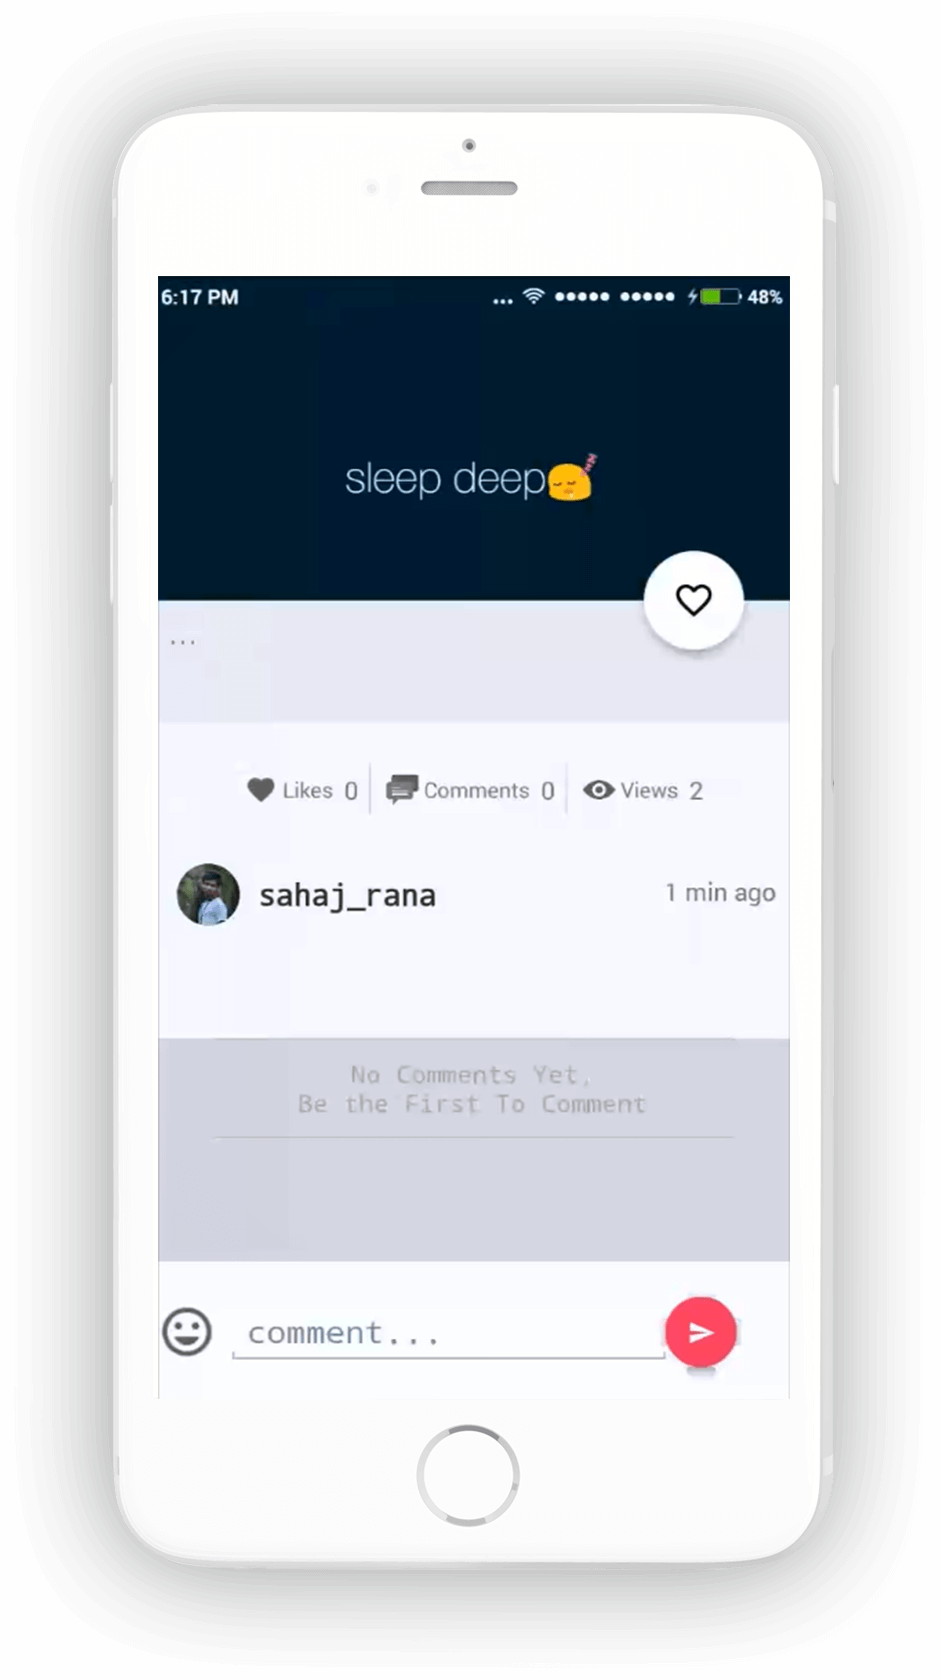 6:17 PM ... 48%
sleep deep😴
...
Likes 0 Comments 0 Views 2
sahaj_rana 1 min ago
No Comments Yet,
Be the First To Comment
comment...